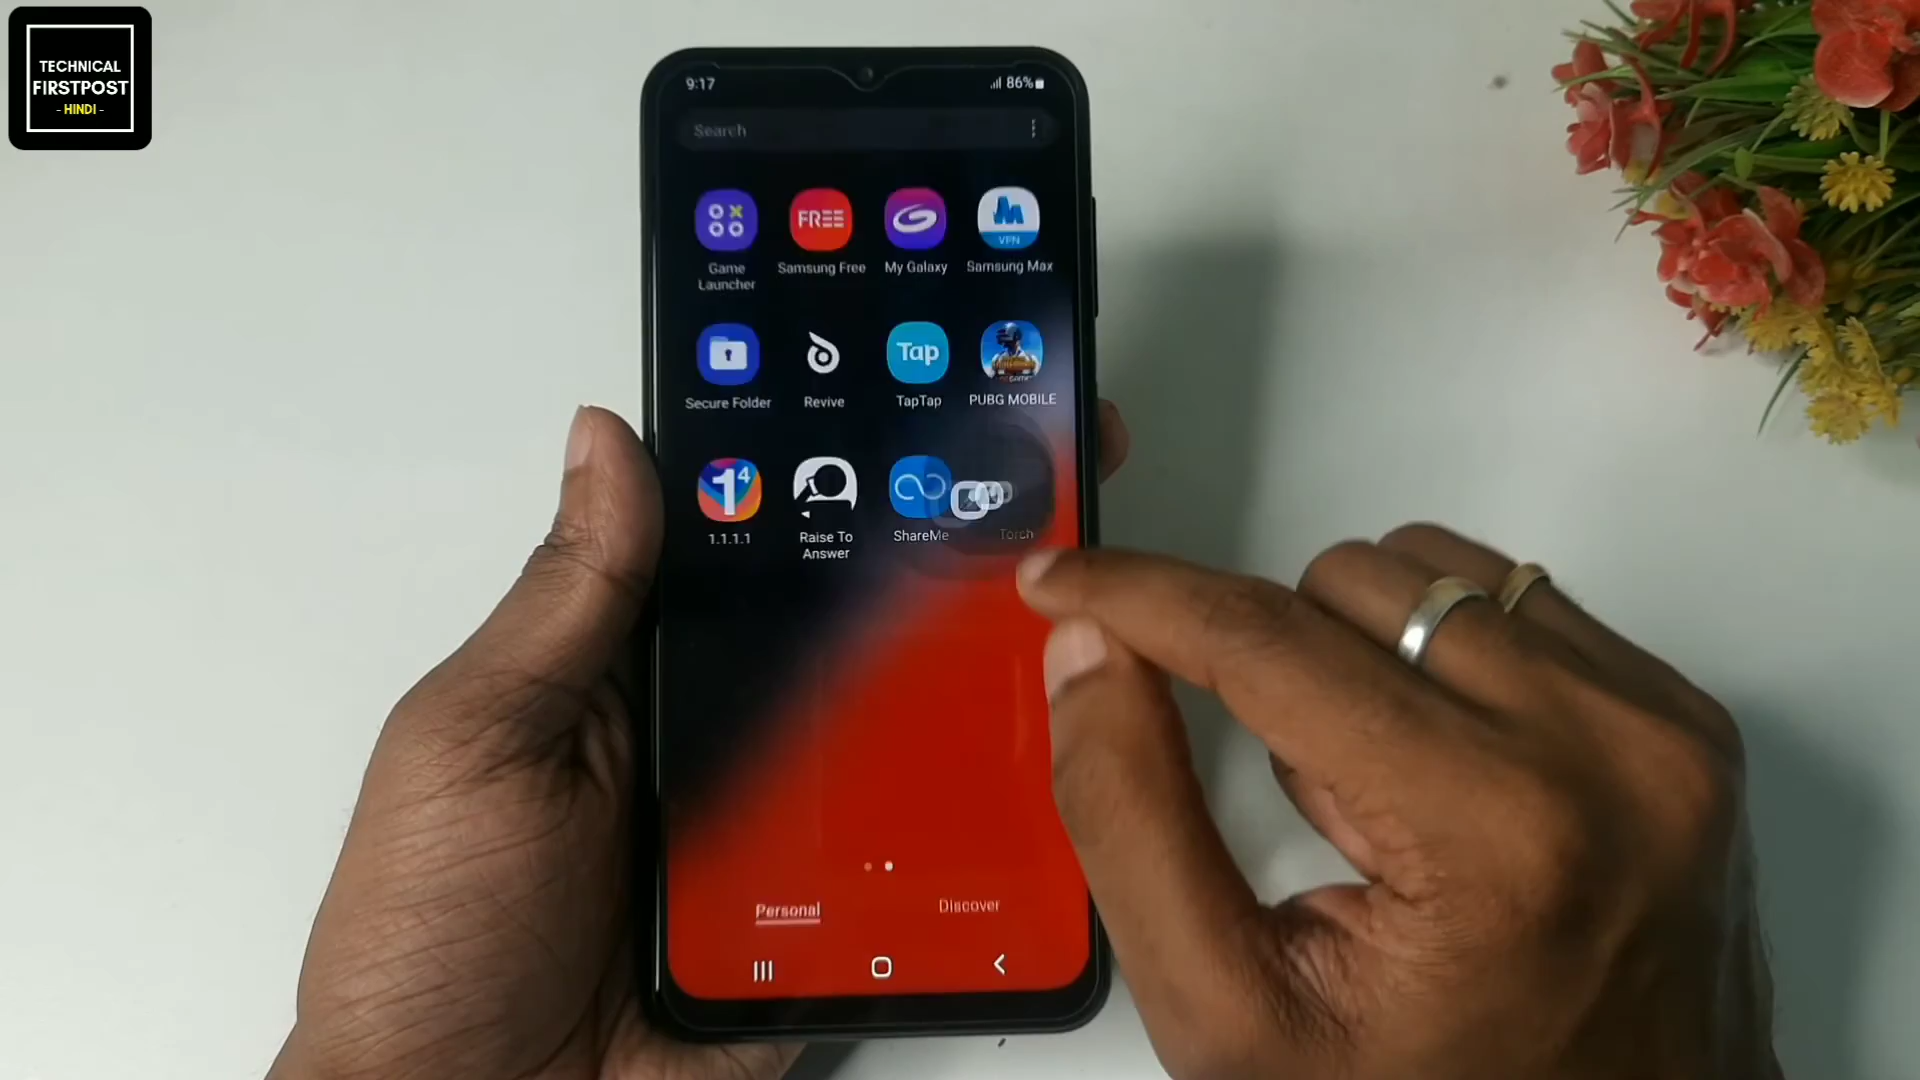 TECHNICAL
FIRSTPOST
- HINDI -
9:17
86%
Search
Game Launcher
FREE
Samsung Free
My Galaxy
VPN
Samsung Max
Secure Folder
Revive
Tap
TapTap
PUBG MOBILE
1⁴
1.1.1.1
Raise To Answer
ShareMe
Torch
Personal
Discover